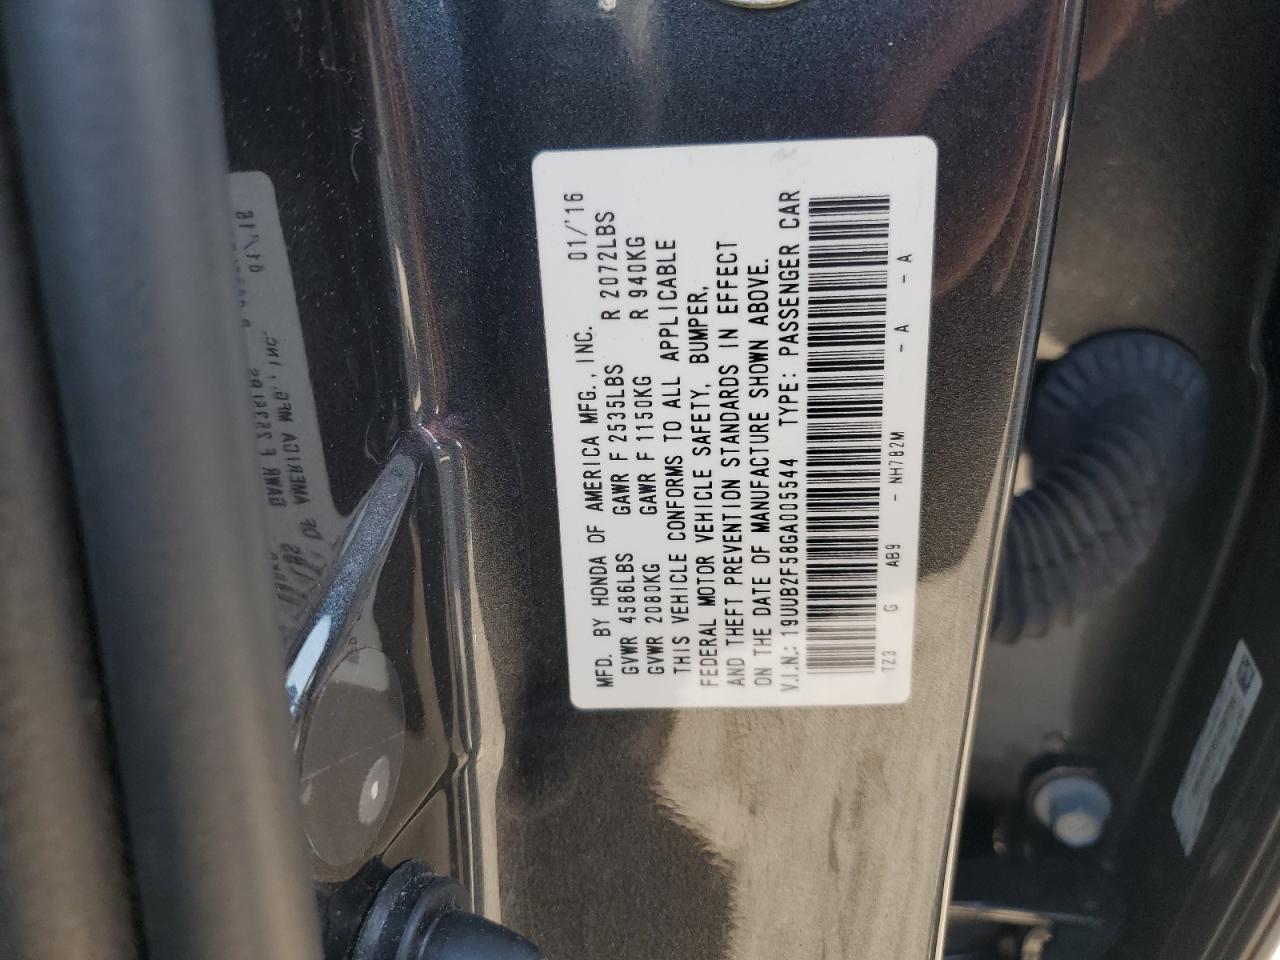 MFD. BY HONDA OF AMERICA MFG., INC. 01/'16
GVWR 4586LBS GAWR F 2535LBS R 2072LBS
GVWR 2080KG GAWR F 1150KG R 940KG
THIS VEHICLE CONFORMS TO ALL APPLICABLE
FEDERAL MOTOR VEHICLE SAFETY, BUMPER,
AND THEFT PREVENTION STANDARDS IN EFFECT
ON THE DATE OF MANUFACTURE SHOWN ABOVE.
V.I.N.: 19UUB2F58GA005544 TYPE: PASSENGER CAR
TZ3 G AB9 - NH782M - A - A